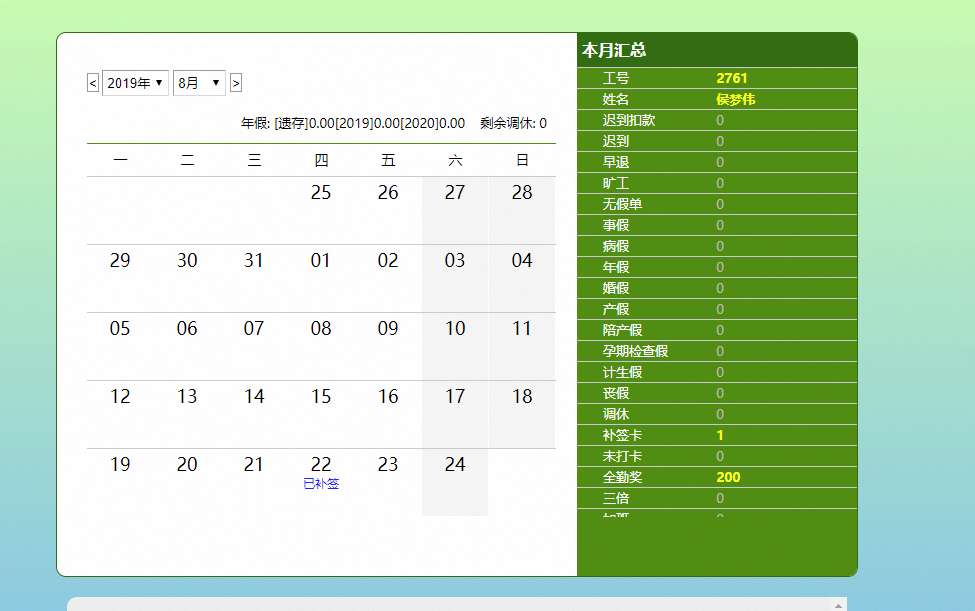 < 2019年 8月 >
年假: [遗存]0.00[2019]0.00[2020]0.00 剩余调休: 0
一 二 三 四 五 六 日
25 26 27 28
29 30 31 01 02 03 04
05 06 07 08 09 10 11
12 13 14 15 16 17 18
19 20 21 22 23 24
已补签
本月汇总
工号 2761
姓名 侯梦伟
迟到扣款 0
迟到 0
早退 0
旷工 0
无假单 0
事假 0
病假 0
年假 0
婚假 0
产假 0
陪产假 0
孕期检查假 0
计生假 0
丧假 0
调休 0
补签卡 1
未打卡 0
全勤奖 200
三倍 0